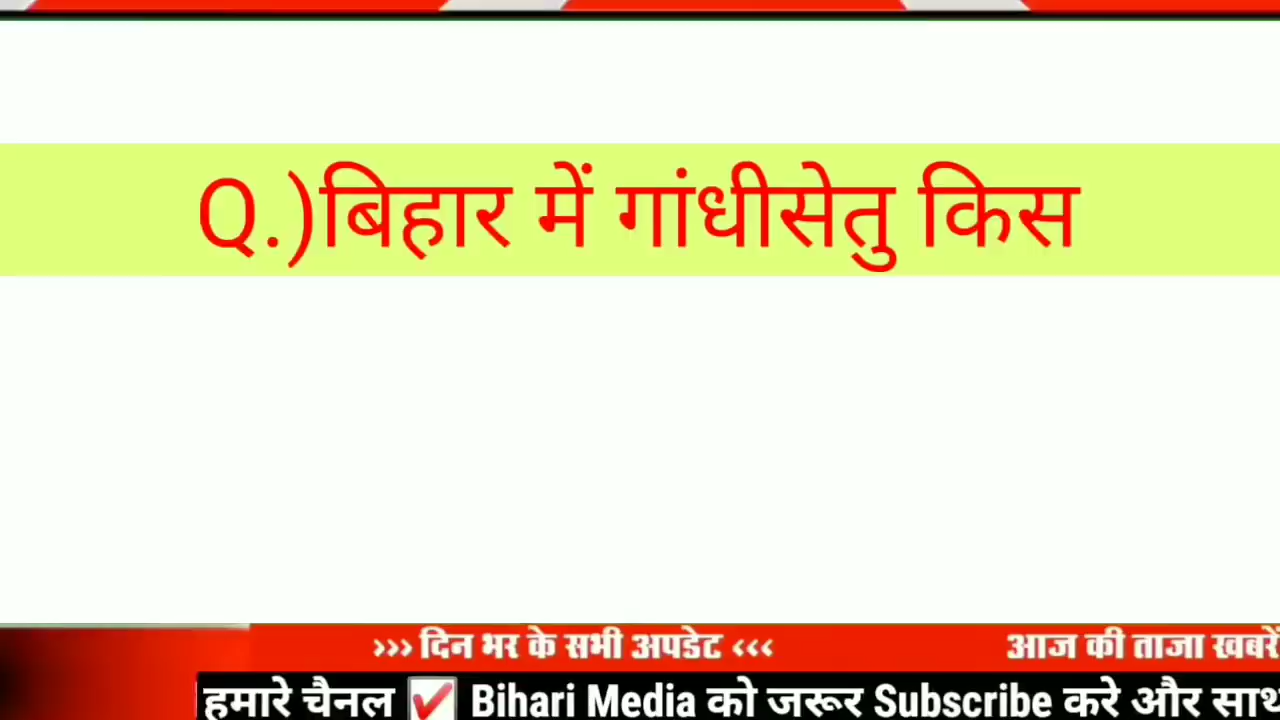 Q.)बिहार में गांधीसेतु किस
>>> दिन भर के सभी अपडेट <<<
आज की ताजा खबरें
हमारे चैनल ✅ Bihari Media को जरूर Subscribe करे और साथ